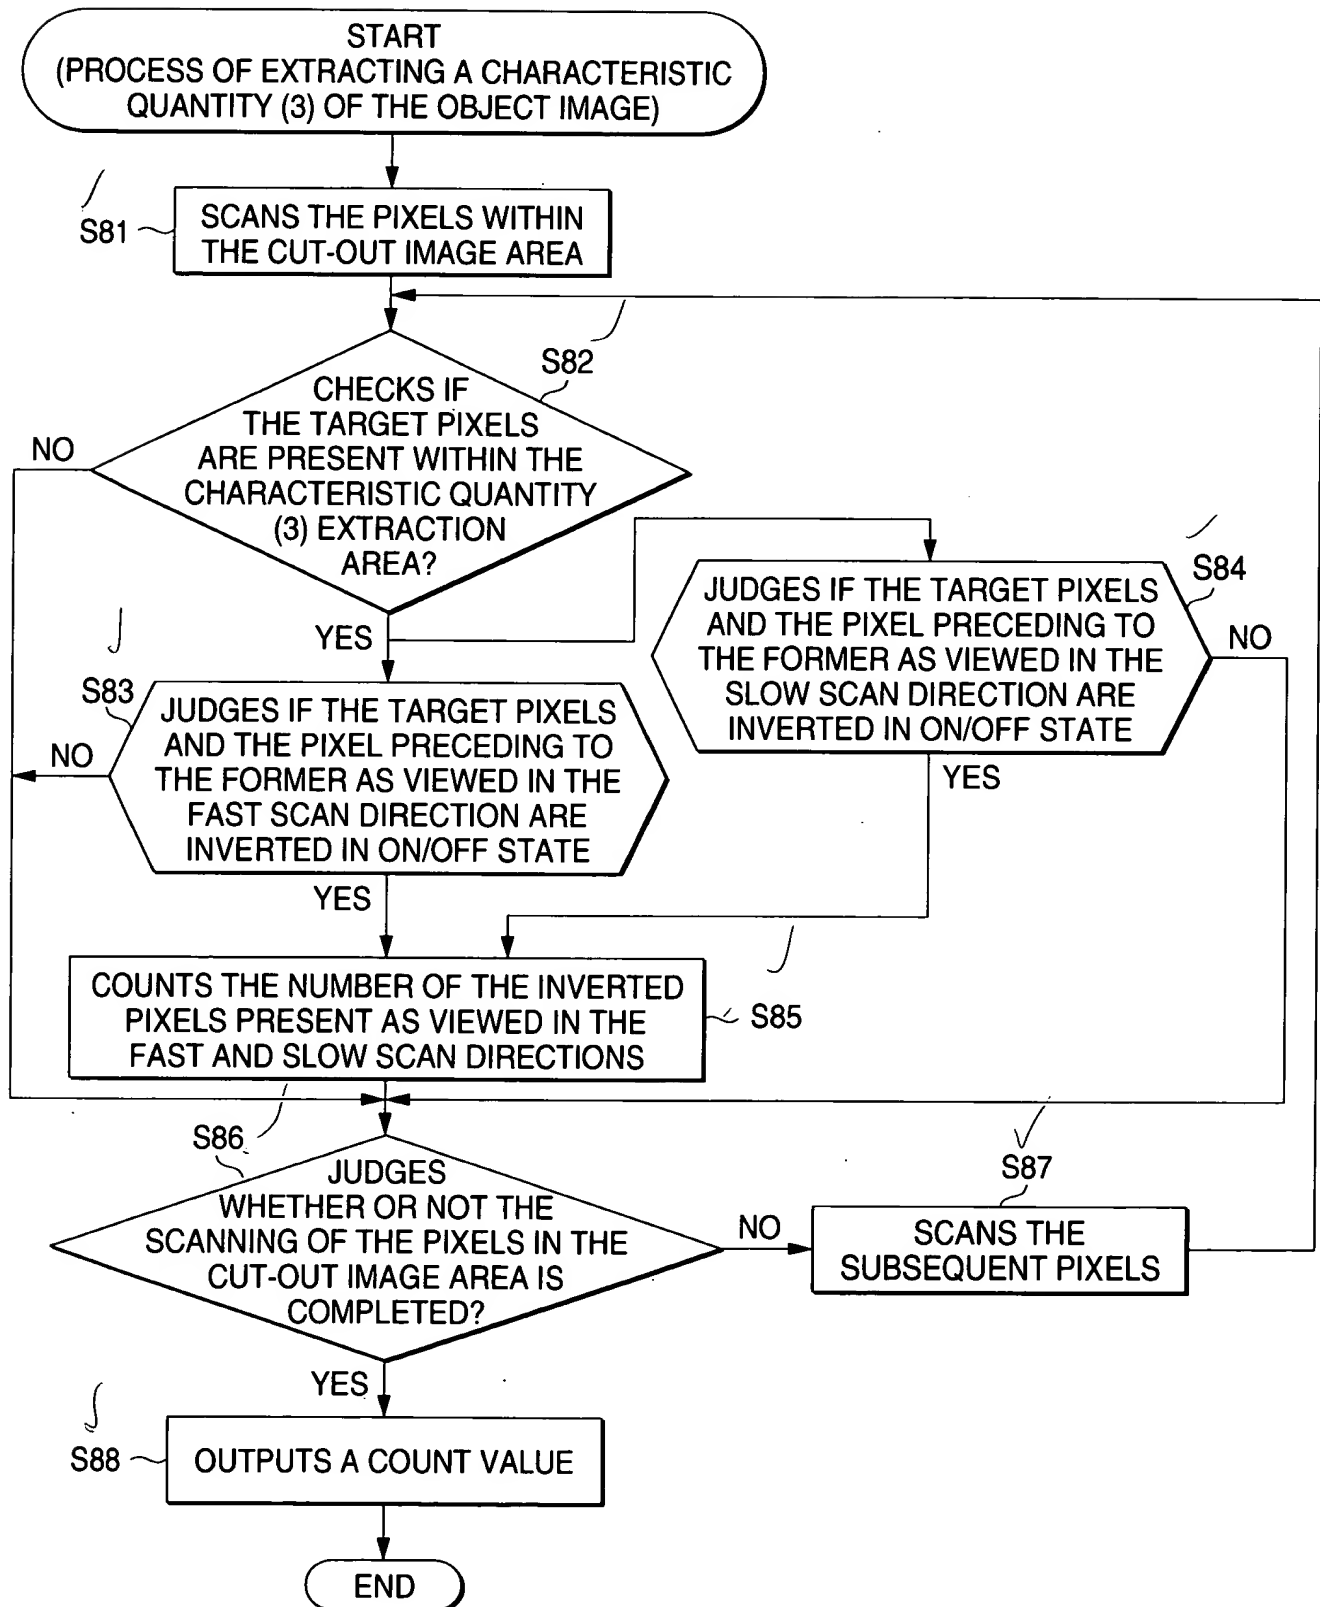 START
(PROCESS OF EXTRACTING A CHARACTERISTIC
QUANTITY (3) OF THE OBJECT IMAGE)
S81
SCANS THE PIXELS WITHIN
THE CUT-OUT IMAGE AREA
S82
CHECKS IF
THE TARGET PIXELS
ARE PRESENT WITHIN THE
CHARACTERISTIC QUANTITY
(3) EXTRACTION
AREA?
NO
YES
S84
JUDGES IF THE TARGET PIXELS
AND THE PIXEL PRECEDING TO
THE FORMER AS VIEWED IN THE
SLOW SCAN DIRECTION ARE
INVERTED IN ON/OFF STATE
NO
YES
S83
JUDGES IF THE TARGET PIXELS
AND THE PIXEL PRECEDING TO
THE FORMER AS VIEWED IN THE
FAST SCAN DIRECTION ARE
INVERTED IN ON/OFF STATE
NO
YES
COUNTS THE NUMBER OF THE INVERTED
PIXELS PRESENT AS VIEWED IN THE
FAST AND SLOW SCAN DIRECTIONS
S85
S86
JUDGES
WHETHER OR NOT THE
SCANNING OF THE PIXELS IN THE
CUT-OUT IMAGE AREA IS
COMPLETED?
NO
S87
SCANS THE
SUBSEQUENT PIXELS
YES
S88
OUTPUTS A COUNT VALUE
END